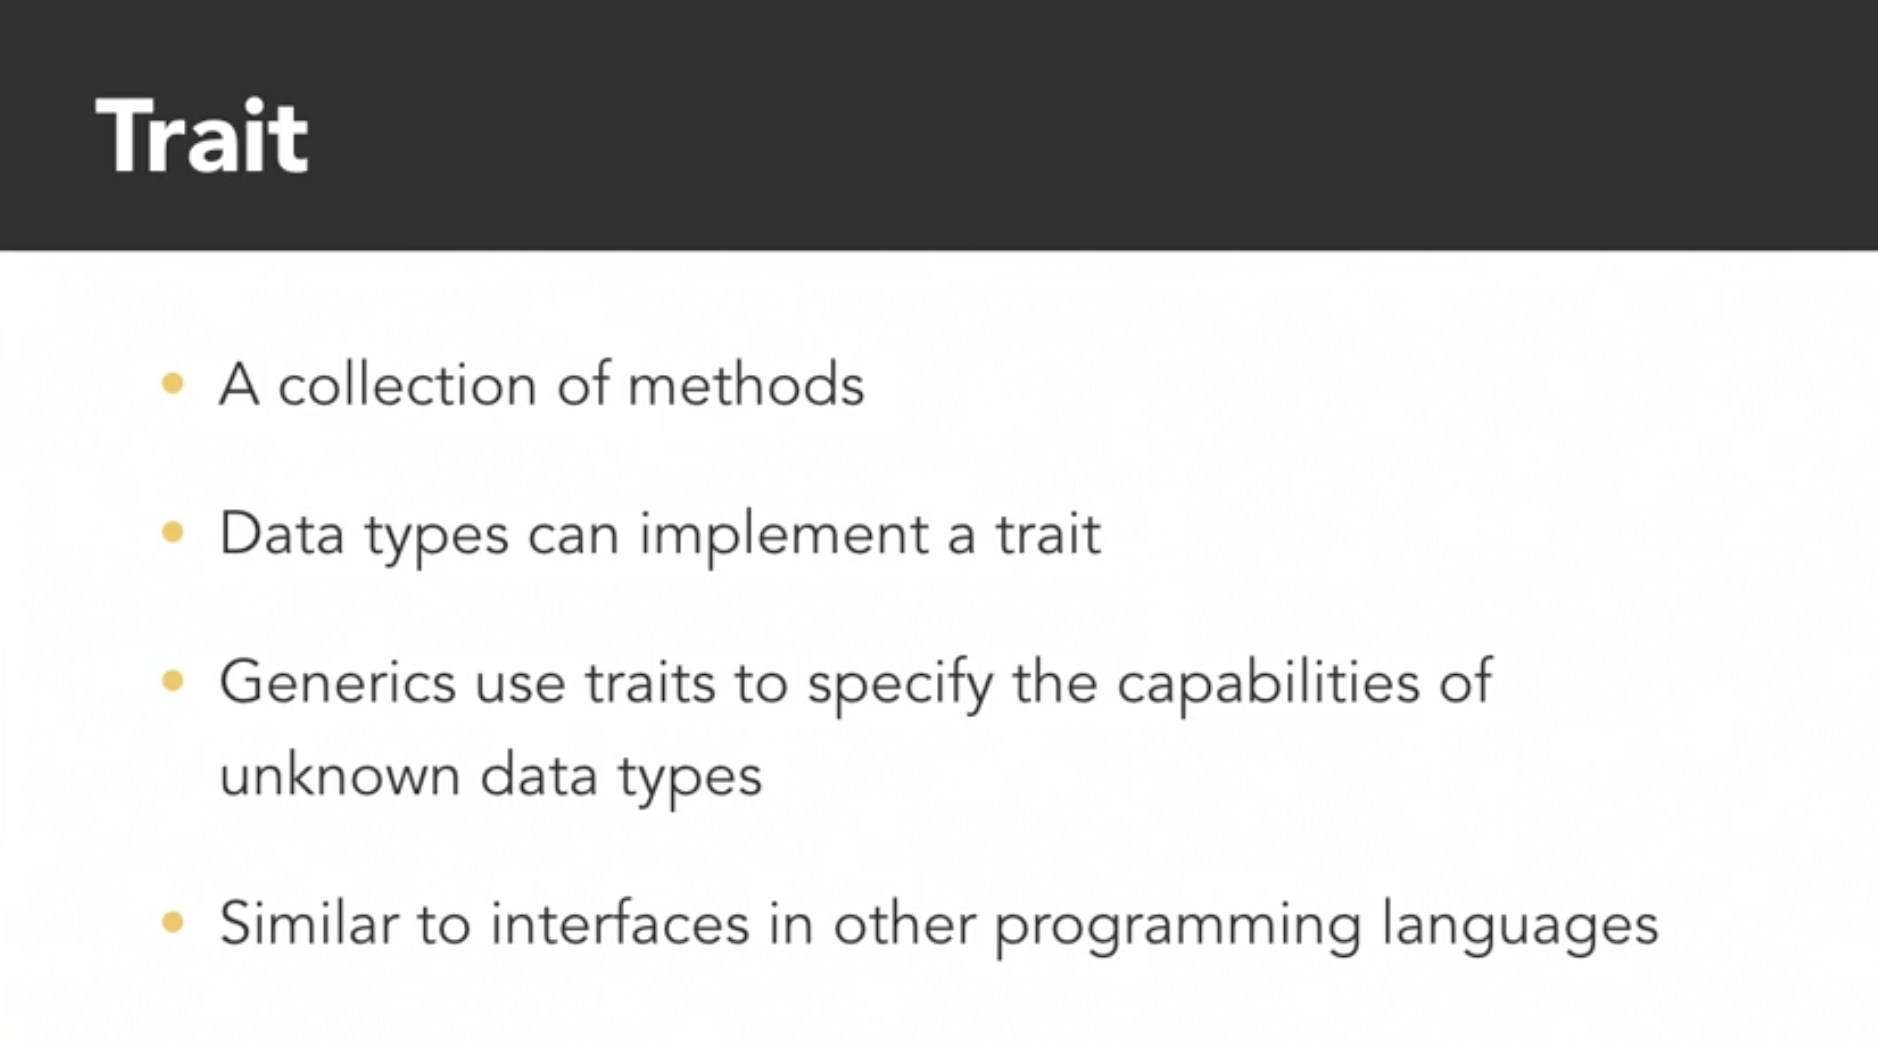 Trait
• A collection of methods
• Data types can implement a trait
• Generics use traits to specify the capabilities of
unknown data types
• Similar to interfaces in other programming languages